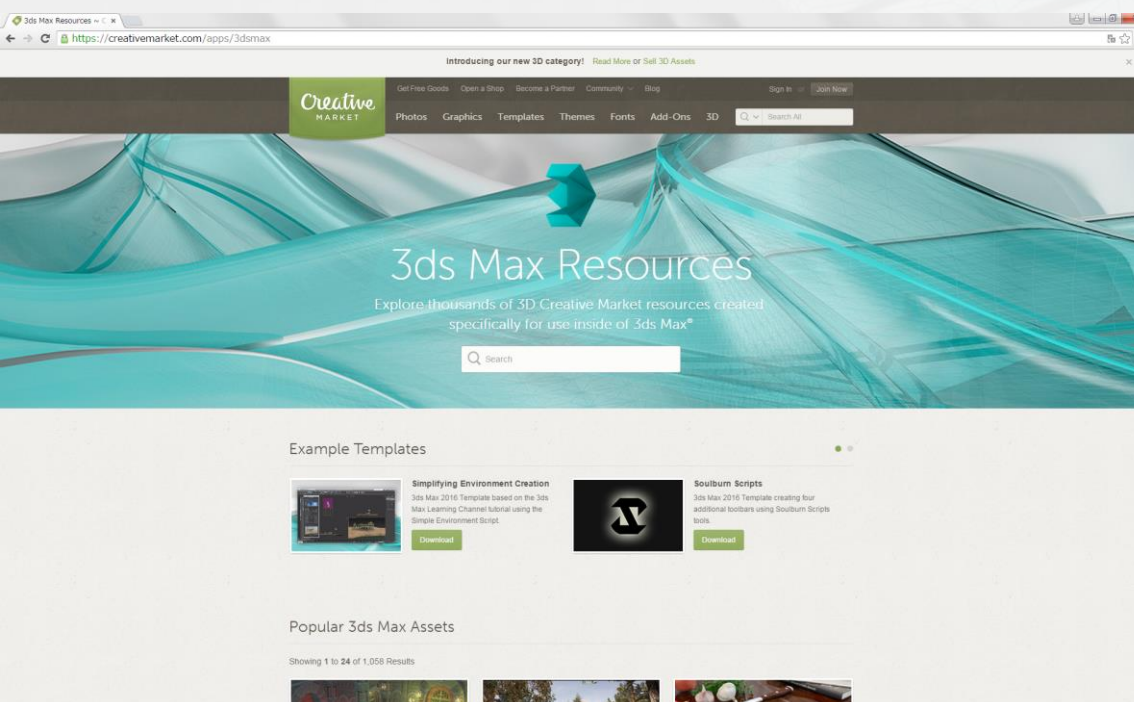 3ds Max Resources ~ C
https://creativemarket.com/apps/3dsmax
Introducing our new 3D category! Read More or Sell 3D Assets
Creative
MARKET
Get Free Goods Open a Shop Become a Partner Community Blog
Sign In or Join Now
Photos Graphics Templates Themes Fonts Add-Ons 3D
Search All
3ds Max Resources
Explore thousands of 3D Creative Market resources created
specifically for use inside of 3ds Max®
Search
Example Templates
Simplifying Environment Creation
3ds Max 2016 Template based on the 3ds
Max Learning Channel tutorial using the
Simple Environment Script.
Download
Soulburn Scripts
3ds Max 2016 Template creating four
additional toolbars using Soulburn Scripts
tools.
Download
Popular 3ds Max Assets
Showing 1 to 24 of 1,058 Results